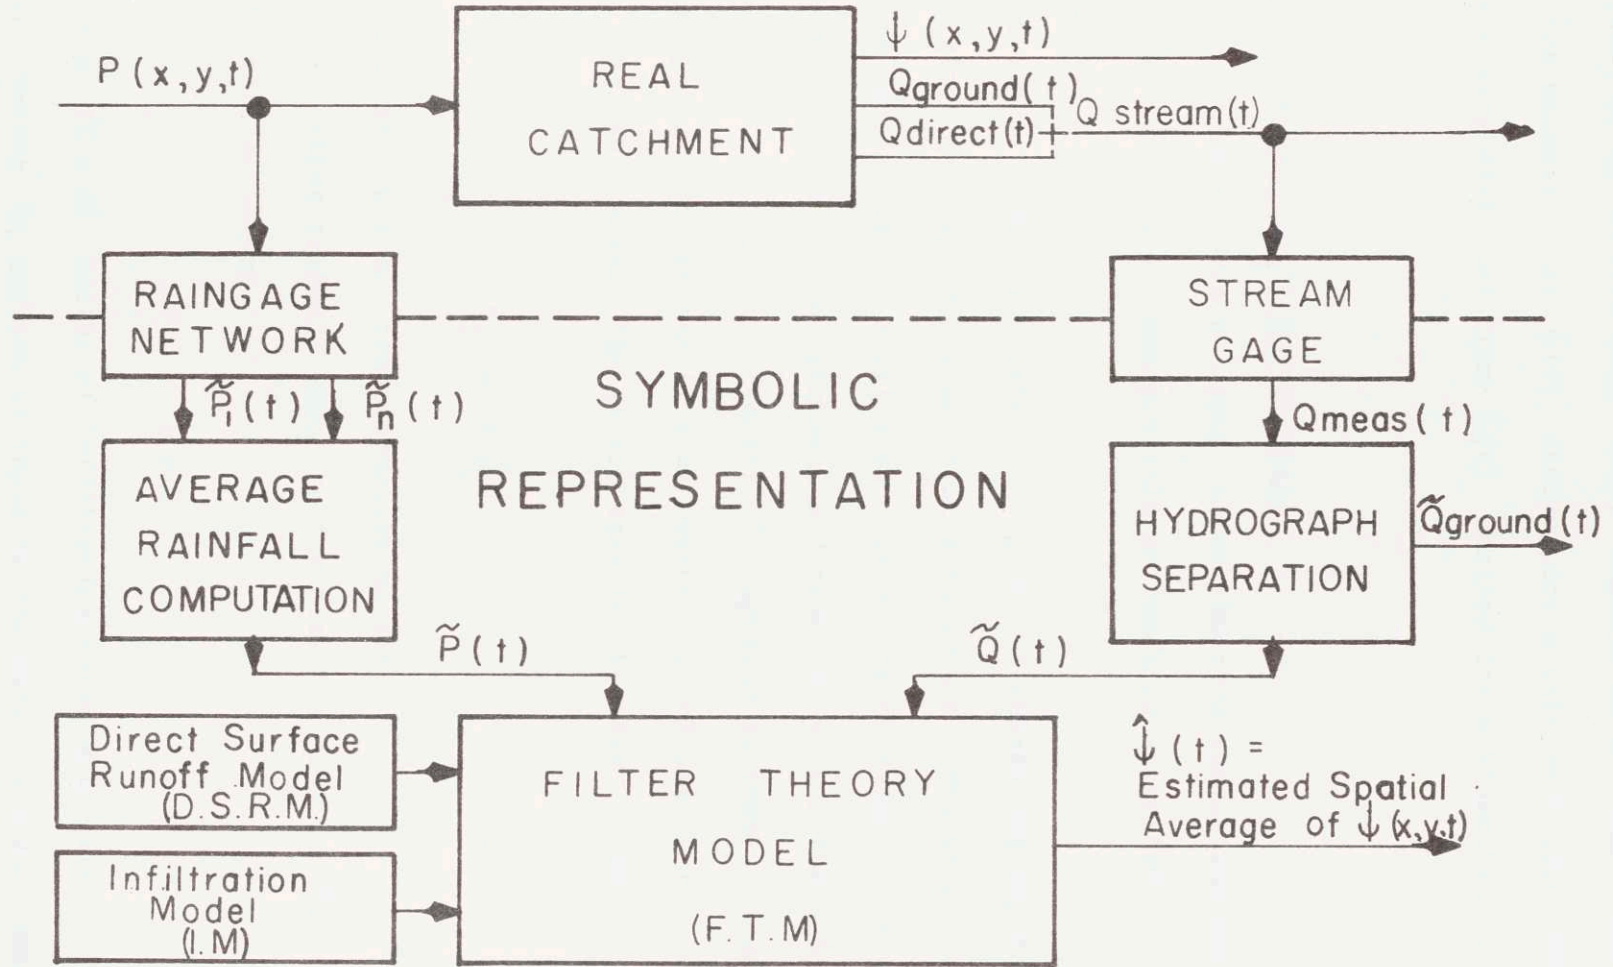 P(x,y,t)
REAL
CATCHMENT
ψ(x,y,t)
Qground(t)
Qdirect(t)
Q stream(t)
RAINGAGE
NETWORK
STREAM
GAGE
P̃₁(t)
P̃n(t)
SYMBOLIC
REPRESENTATION
Qmeas(t)
AVERAGE
RAINFALL
COMPUTATION
HYDROGRAPH
SEPARATION
Q̃ground(t)
P̃(t)
Q̃(t)
Direct Surface
Runoff Model
(D.S.R.M.)
Infiltration
Model
(I.M)
FILTER THEORY
MODEL
(F.T.M)
ψ̂(t) =
Estimated Spatial
Average of ψ(x,y,t)